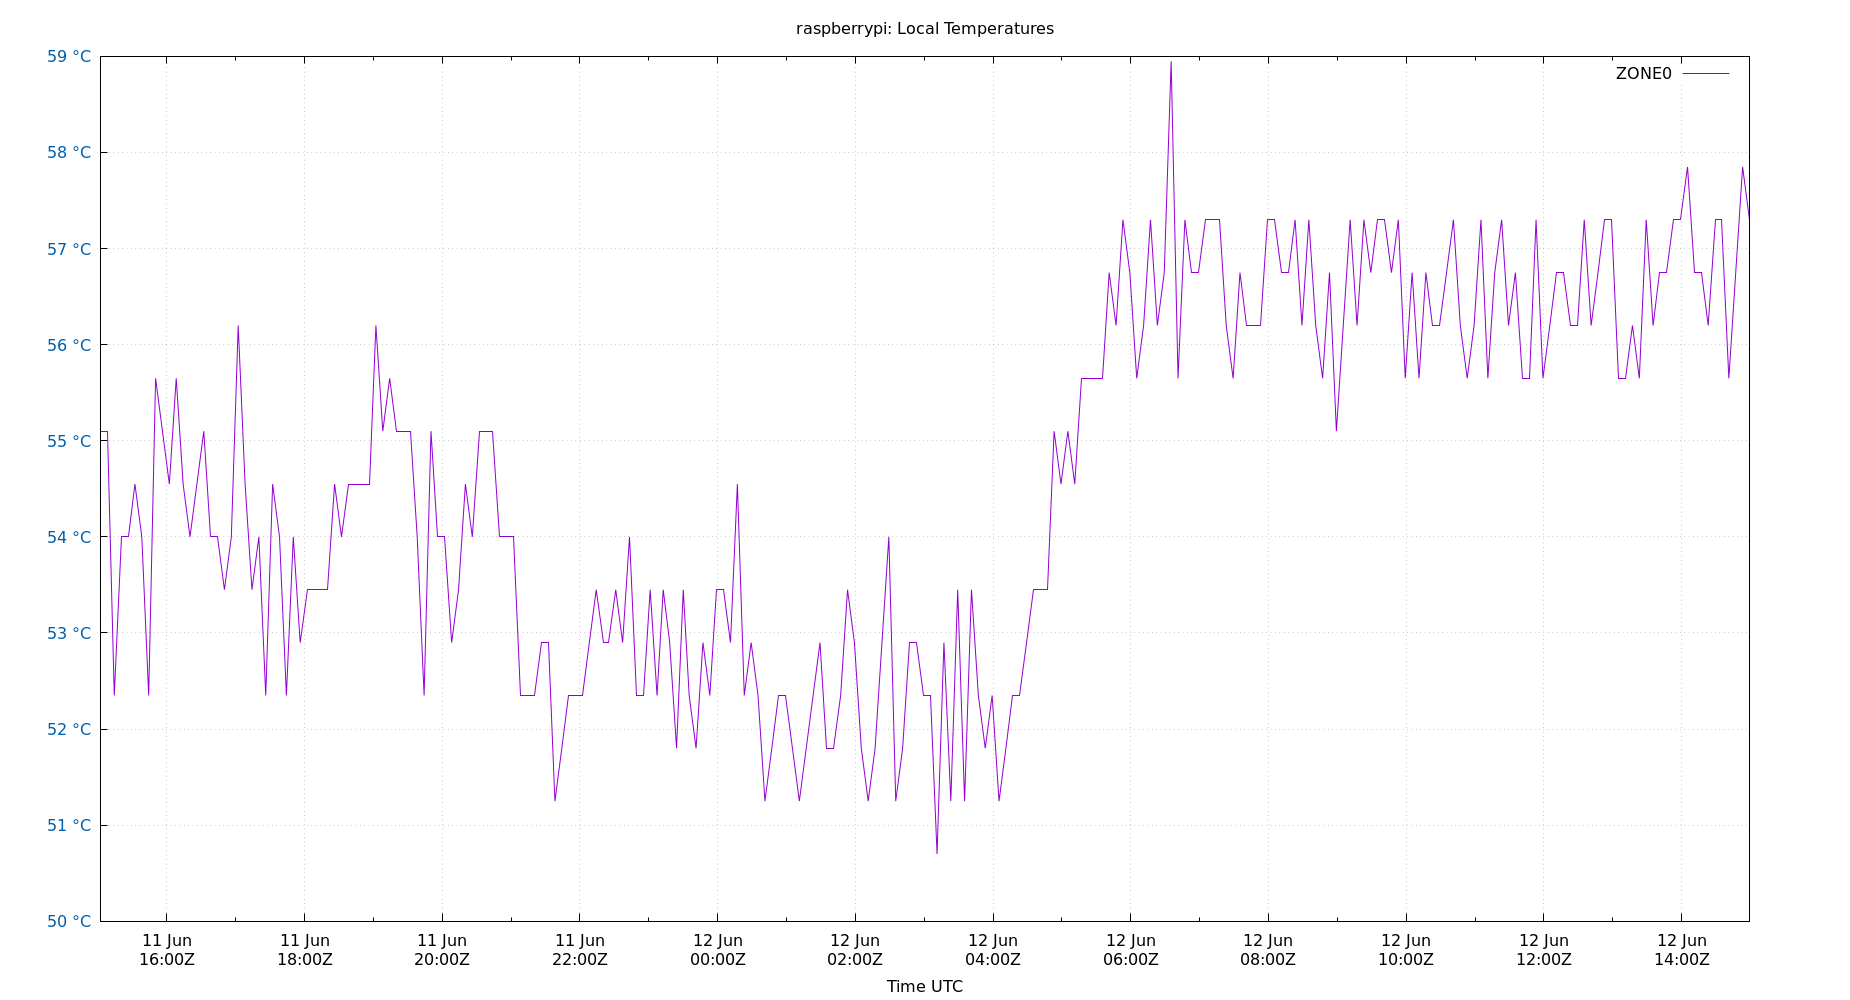 raspberrypi: Local Temperatures
59 °C
ZONE0
58 °C
57 °C
56 °C
55 °C
54 °C
53 °C
52 °C
51 °C
50 °C
11 Jun 11 Jun 11 Jun 11 Jun 12 Jun 12 Jun 12 Jun 12 Jun 12 Jun 12 Jun 12 Jun 12 Jun
16:00Z 18:00Z 20:00Z 22:00Z 00:00Z 02:00Z 04:00Z 06:00Z 08:00Z 10:00Z 12:00Z 14:00Z
Time UTC